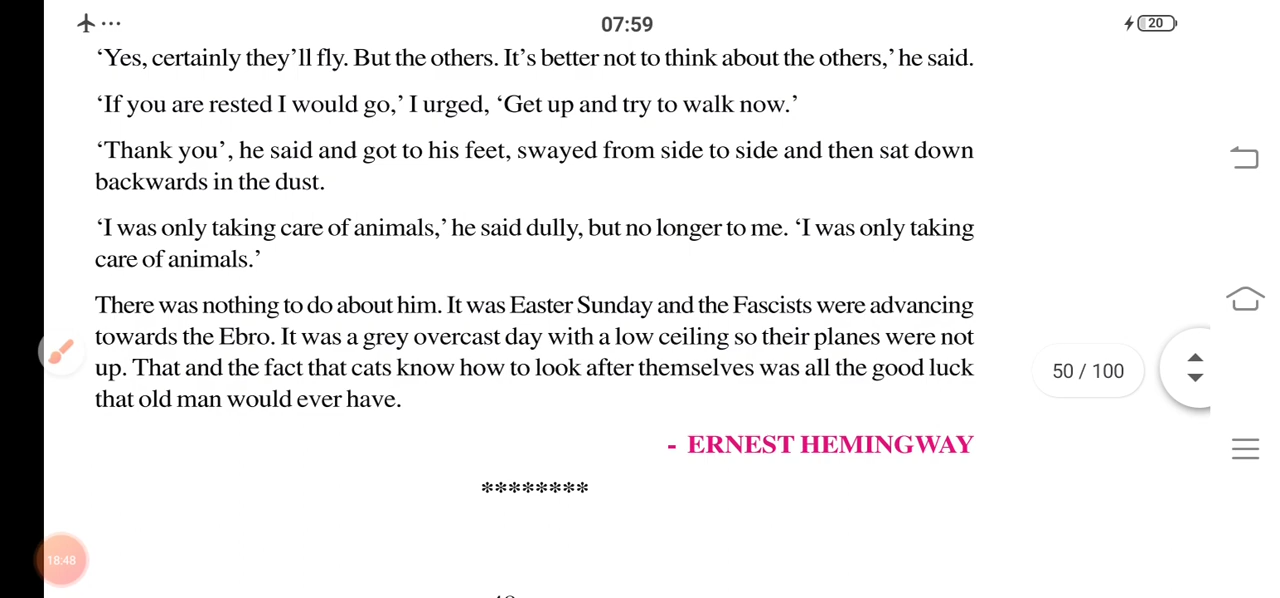 07:59
20
‘Yes, certainly they’ll fly. But the others. It’s better not to think about the others,’ he said.
‘If you are rested I would go,’ I urged, ‘Get up and try to walk now.’
‘Thank you’, he said and got to his feet, swayed from side to side and then sat down
backwards in the dust.
‘I was only taking care of animals,’ he said dully, but no longer to me. ‘I was only taking
care of animals.’
There was nothing to do about him. It was Easter Sunday and the Fascists were advancing
towards the Ebro. It was a grey overcast day with a low ceiling so their planes were not
up. That and the fact that cats know how to look after themselves was all the good luck
that old man would ever have.
50 / 100
- ERNEST HEMINGWAY
********
18:48